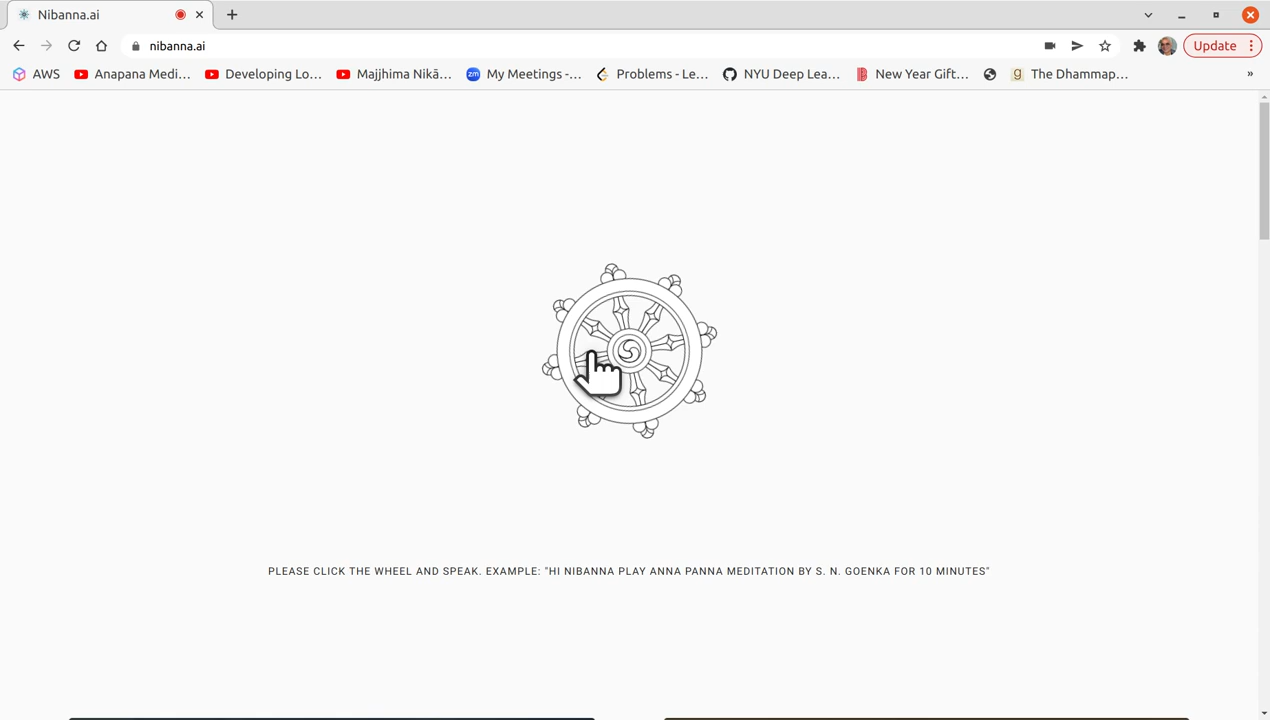 Nibanna.ai
nibanna.ai
Update
AWS
Anapana Medi...
Developing Lo...
Majjhima Nikā...
zm
My Meetings -...
Problems - Le...
NYU Deep Lea...
New Year Gift...
g
The Dhammap...
»
PLEASE CLICK THE WHEEL AND SPEAK. EXAMPLE: "HI NIBANNA PLAY ANNA PANNA MEDITATION BY S. N. GOENKA FOR 10 MINUTES"